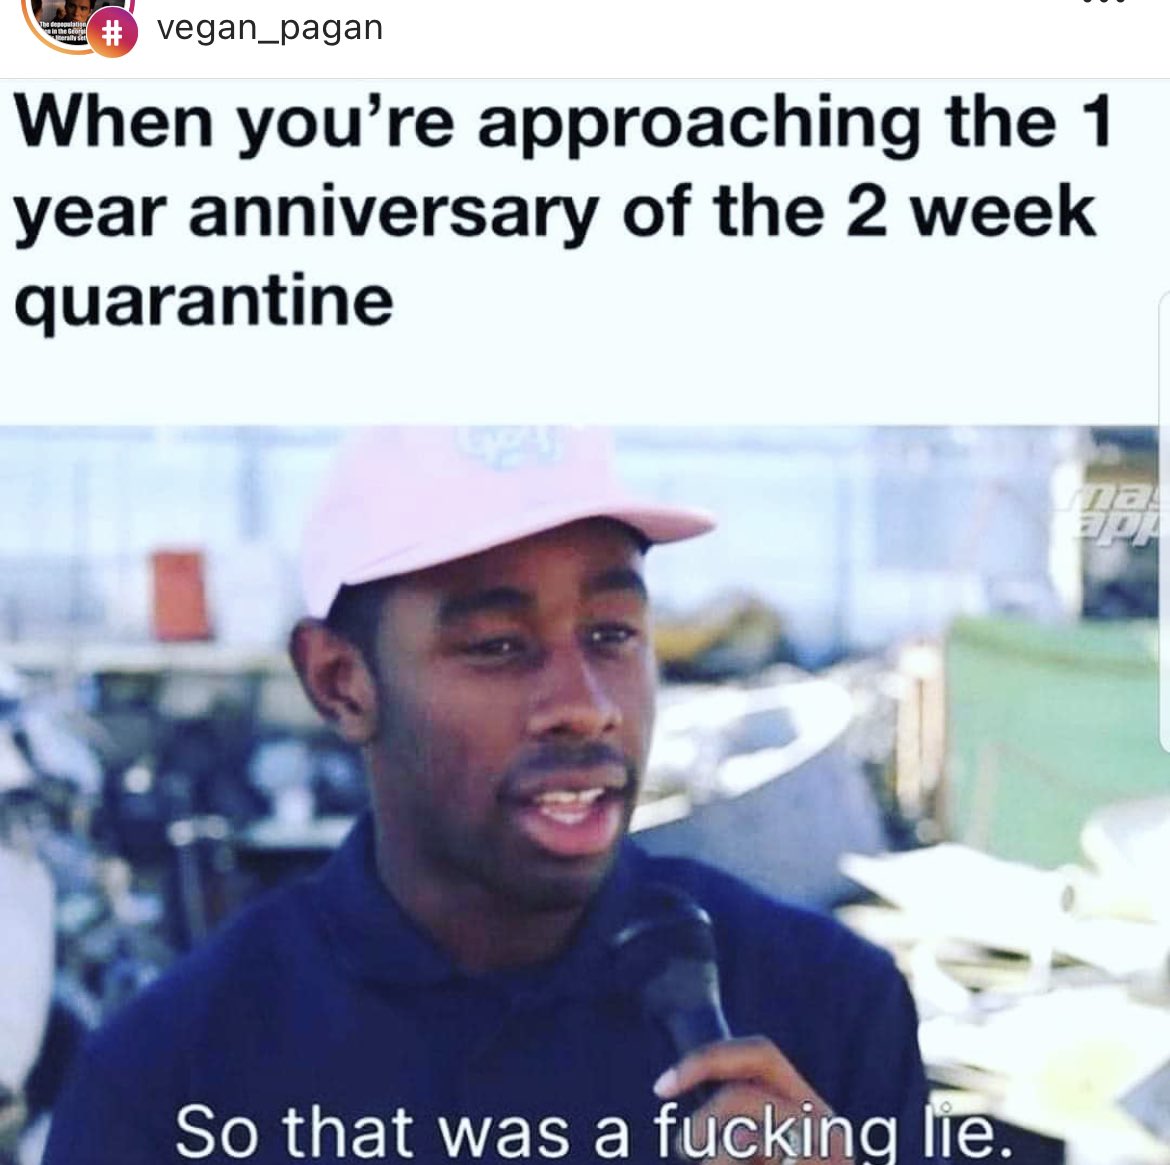 vegan_pagan
When you’re approaching the 1
year anniversary of the 2 week
quarantine
So that was a fucking lie.